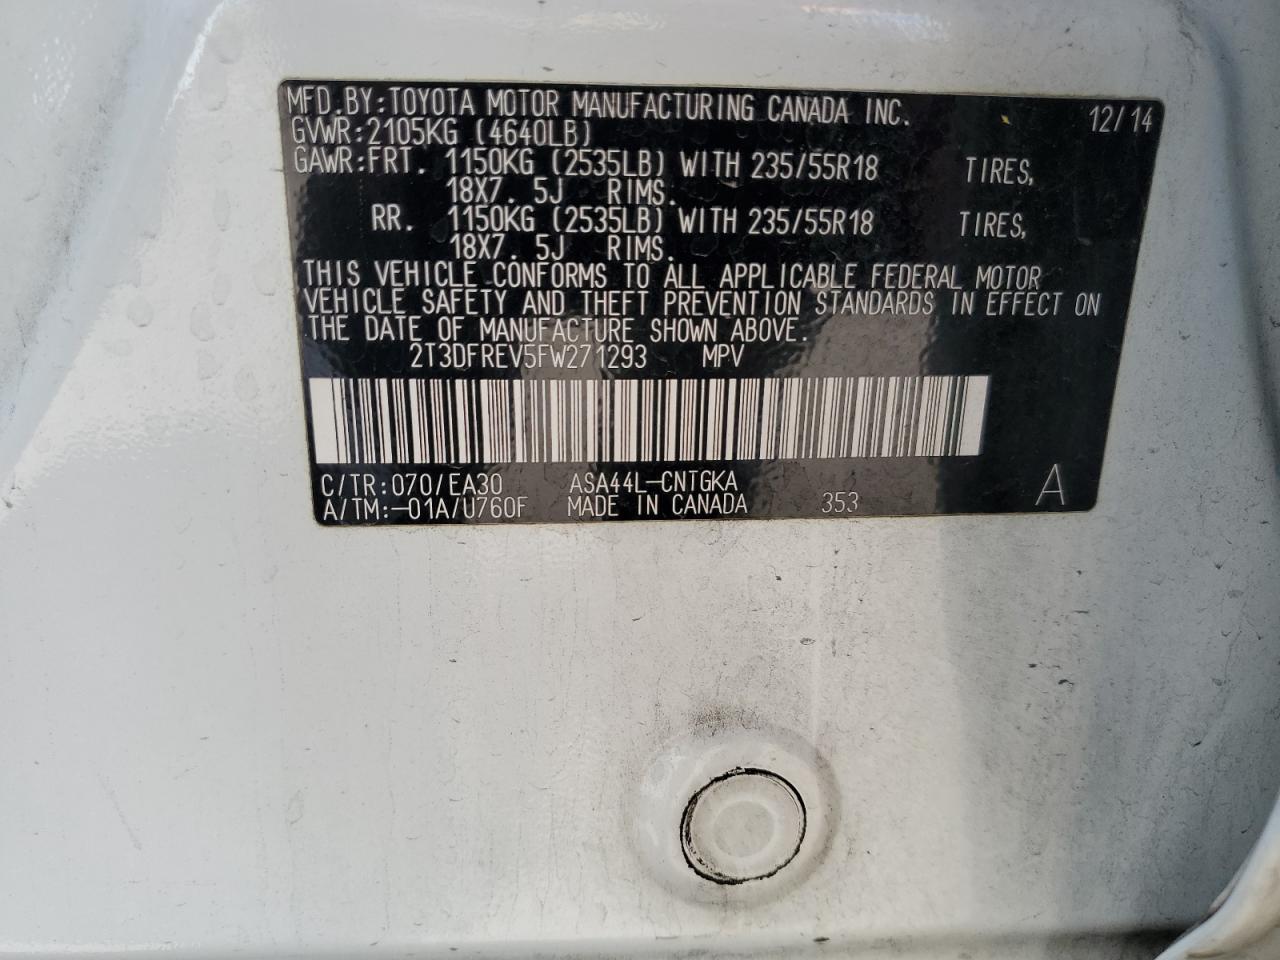 MFD.BY:TOYOTA MOTOR MANUFACTURING CANADA INC. 12/14
GVWR:2105KG (4640LB)
GAWR:FRT. 1150KG (2535LB) WITH 235/55R18 TIRES,
18X7. 5J RIMS.
RR. 1150KG (2535LB) WITH 235/55R18 TIRES,
18X7. 5J RIMS.
THIS VEHICLE CONFORMS TO ALL APPLICABLE FEDERAL MOTOR
VEHICLE SAFETY AND THEFT PREVENTION STANDARDS IN EFFECT ON
THE DATE OF MANUFACTURE SHOWN ABOVE.
2T3DFREV5FW271293 MPV
C/TR:070/EA30 ASA44L-CNTGKA
A/TM:-01A/U760F MADE IN CANADA 353 A